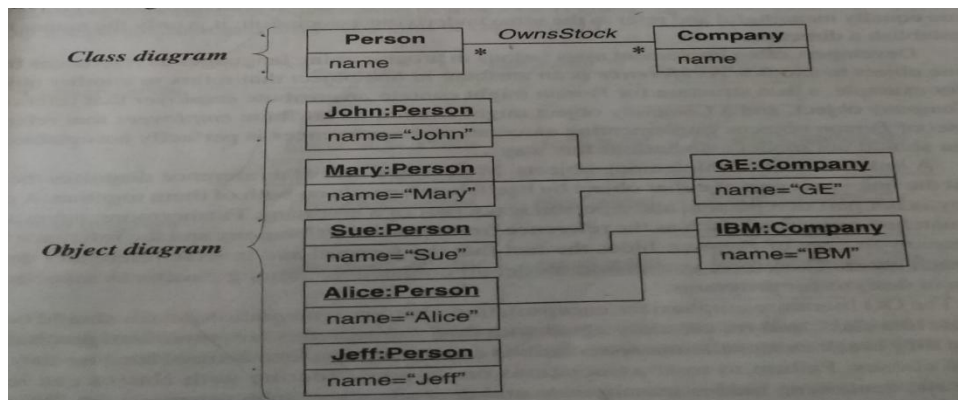 Class diagram
Person
name
OwnsStock
*
*
Company
name
Object diagram
John:Person
name=“John”
Mary:Person
name=“Mary”
Sue:Person
name=“Sue”
Alice:Person
name=“Alice”
Jeff:Person
name=“Jeff”
GE:Company
name=“GE”
IBM:Company
name=“IBM”